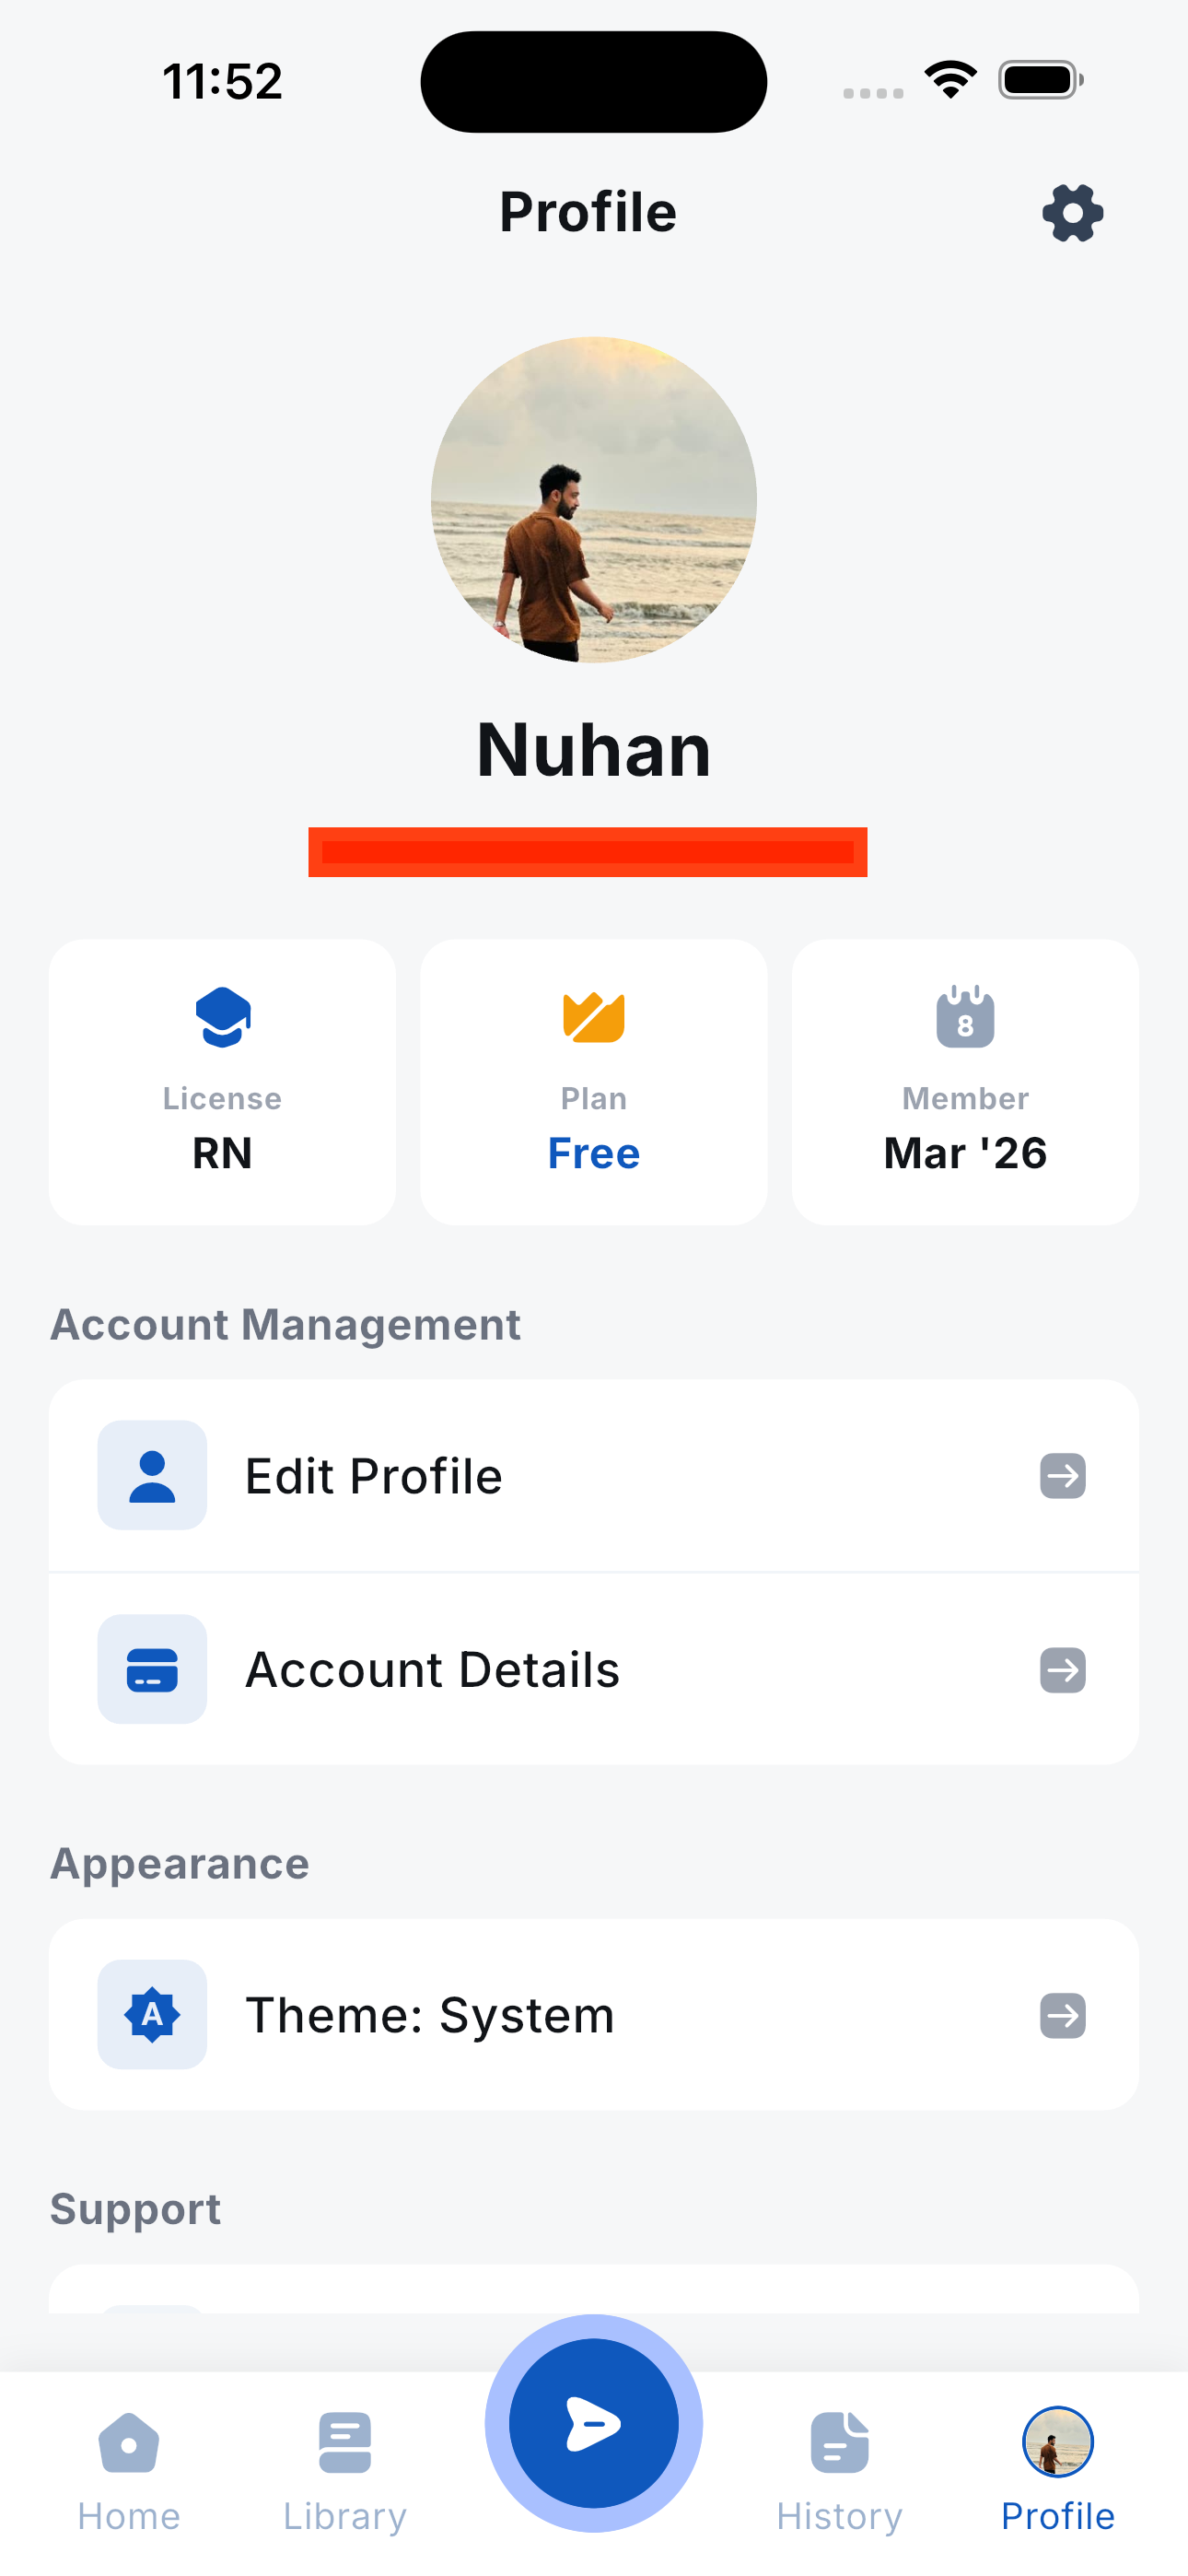 11:52
Profile
Nuhan
8
License
RN
Plan
Free
Member
Mar '26
Account Management
Edit Profile
Account Details
Appearance
A
Theme: System
Support
Home
Library
History
Profile